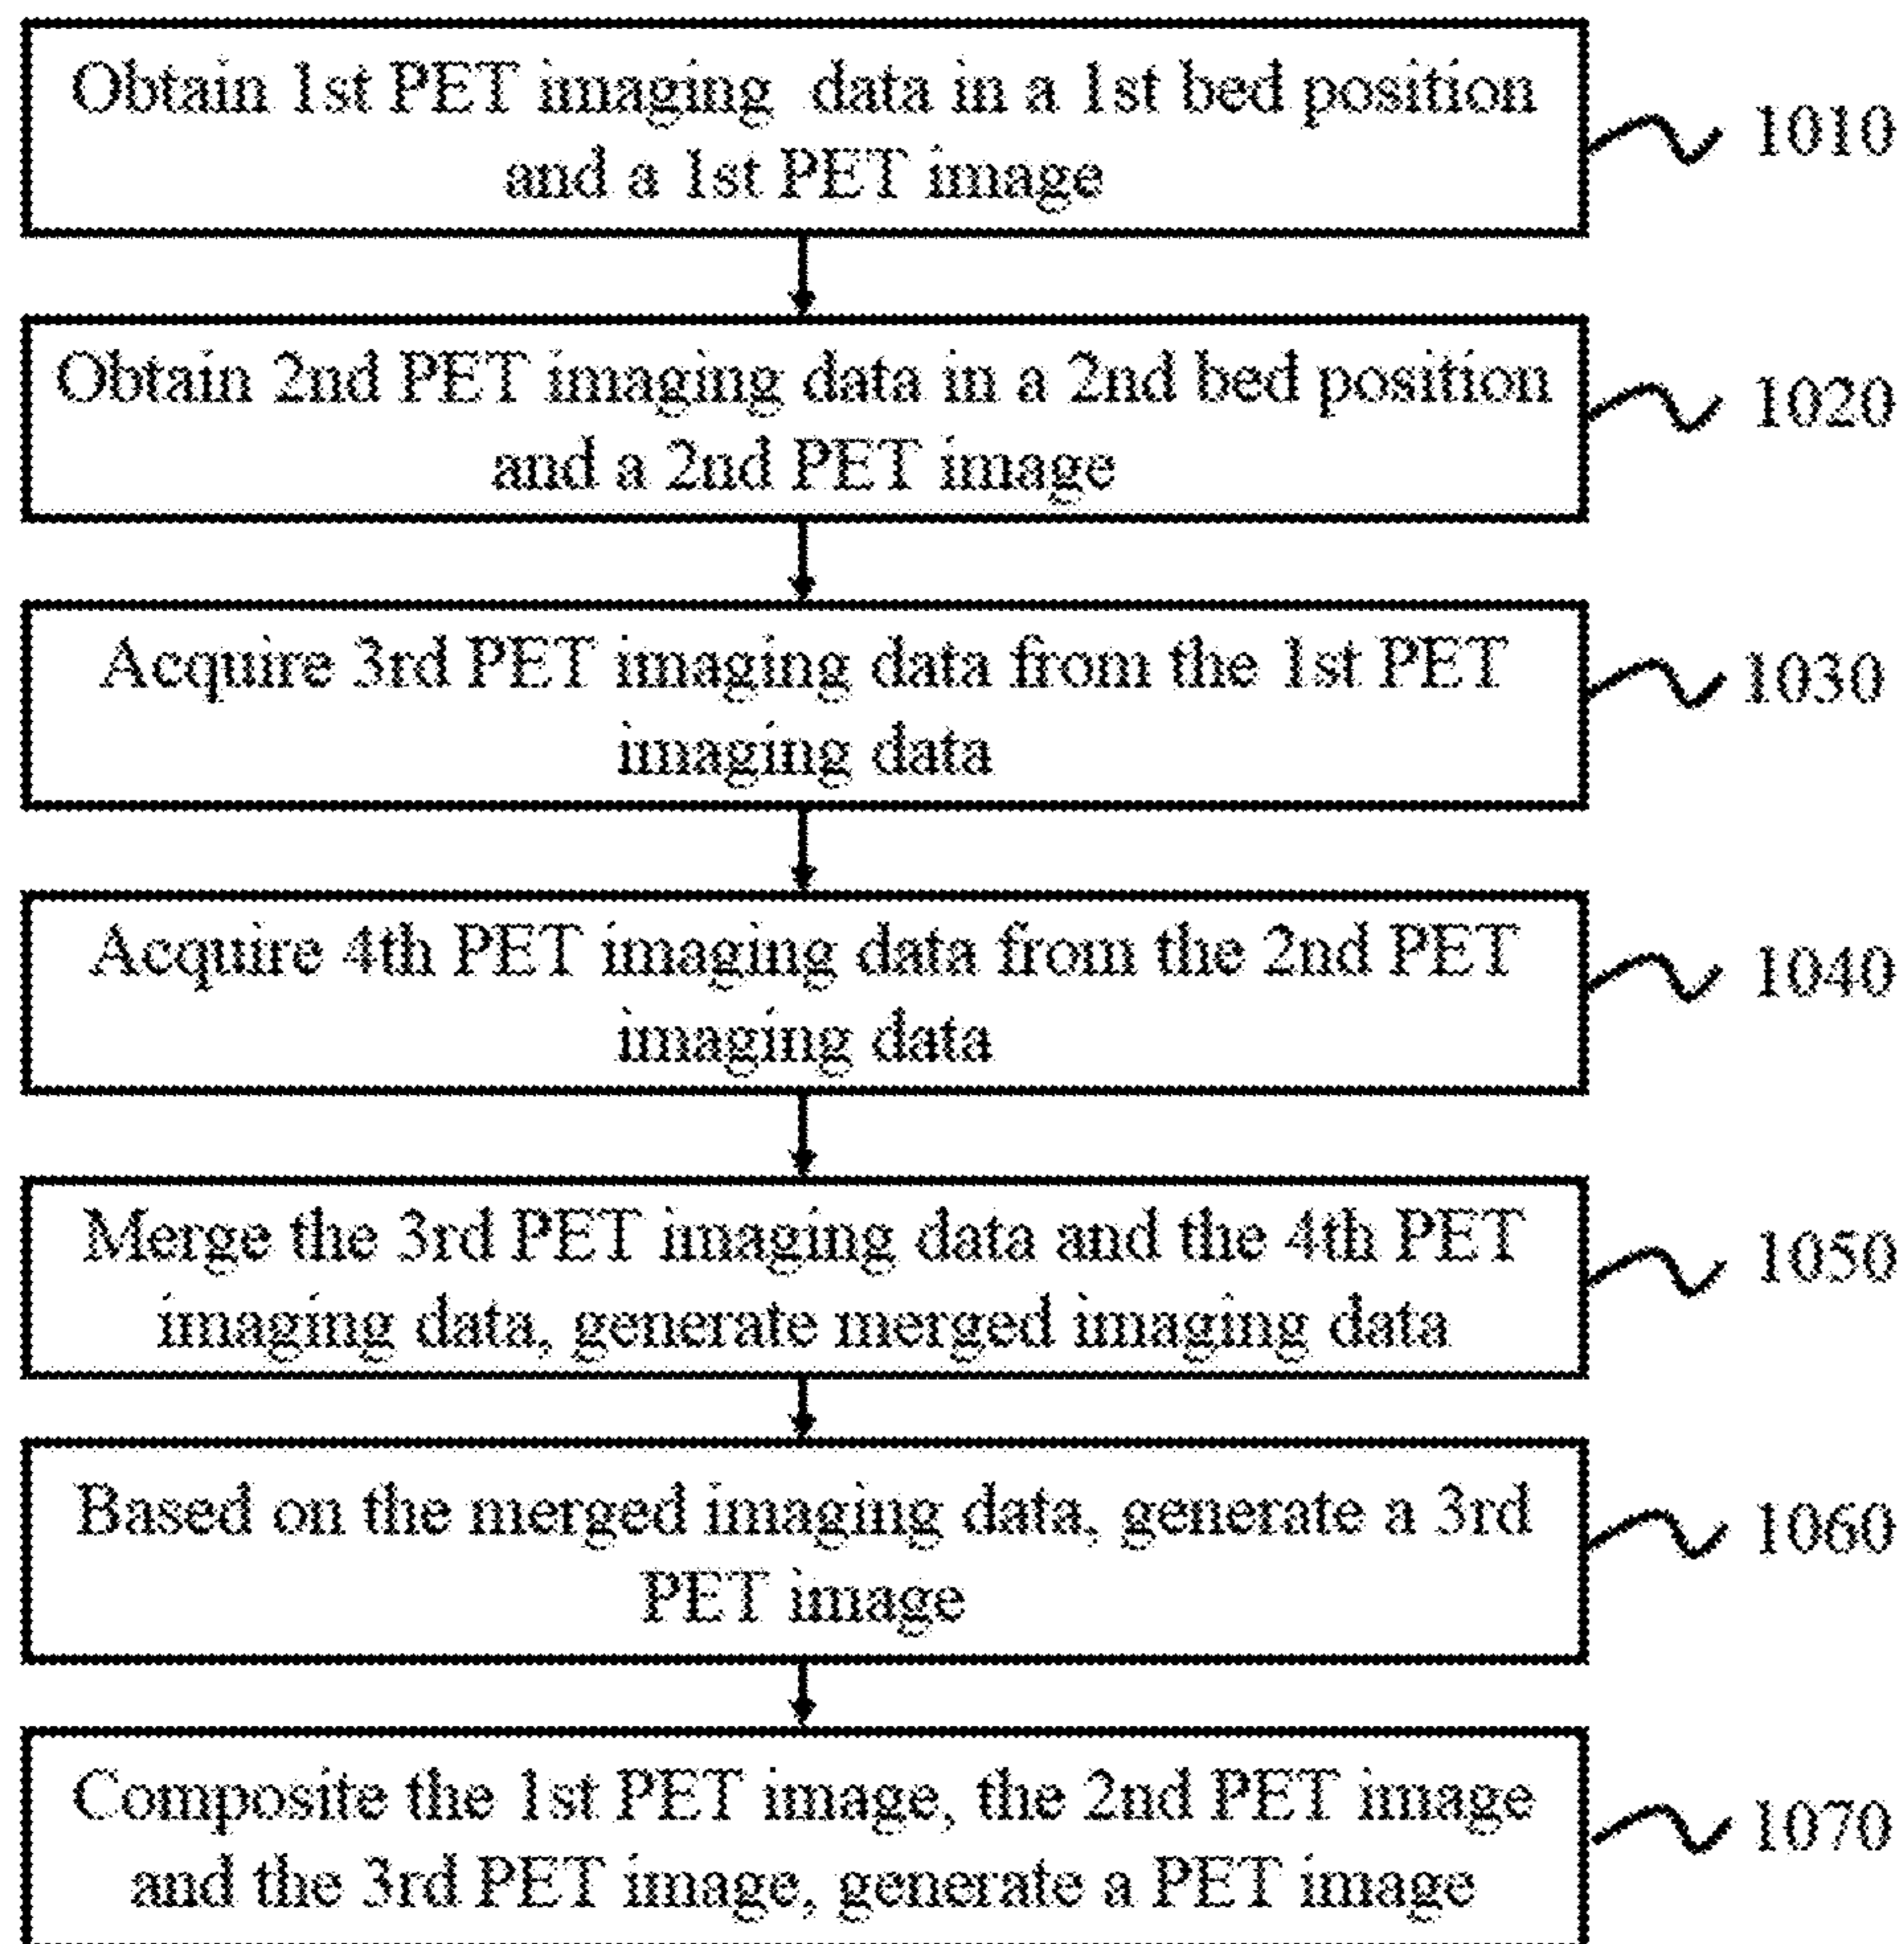 Obtain 1st PET imaging data in a 1st bed position
and a 1st PET image
1010
Obtain 2nd PET imaging data in a 2nd bed position
and a 2nd PET image
1020
Acquire 3rd PET imaging data from the 1st PET
imaging data
1030
Acquire 4th PET imaging data from the 2nd PET
imaging data
1040
Merge the 3rd PET imaging data and the 4th PET
imaging data, generate merged imaging data
1050
Based on the merged imaging data, generate a 3rd
PET image
1060
Composite the 1st PET image, the 2nd PET image
and the 3rd PET image, generate a PET image
1070